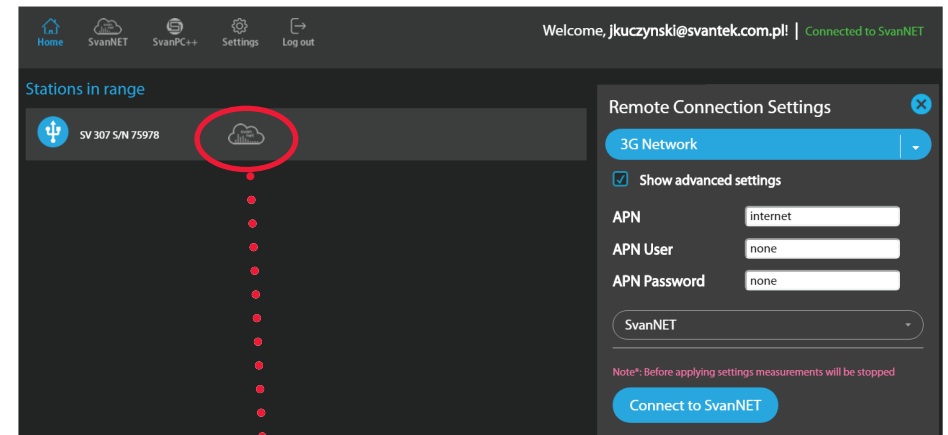 Home SvanNET SvanPC++ Settings Log out
Welcome, jkuczynski@svantek.com.pl! | Connected to SvanNET
Stations in range
SV 307 S/N 75978
svan
net
Remote Connection Settings
3G Network
Show advanced settings
APN internet
APN User none
APN Password none
SvanNET
Note*: Before applying settings measurements will be stopped
Connect to SvanNET